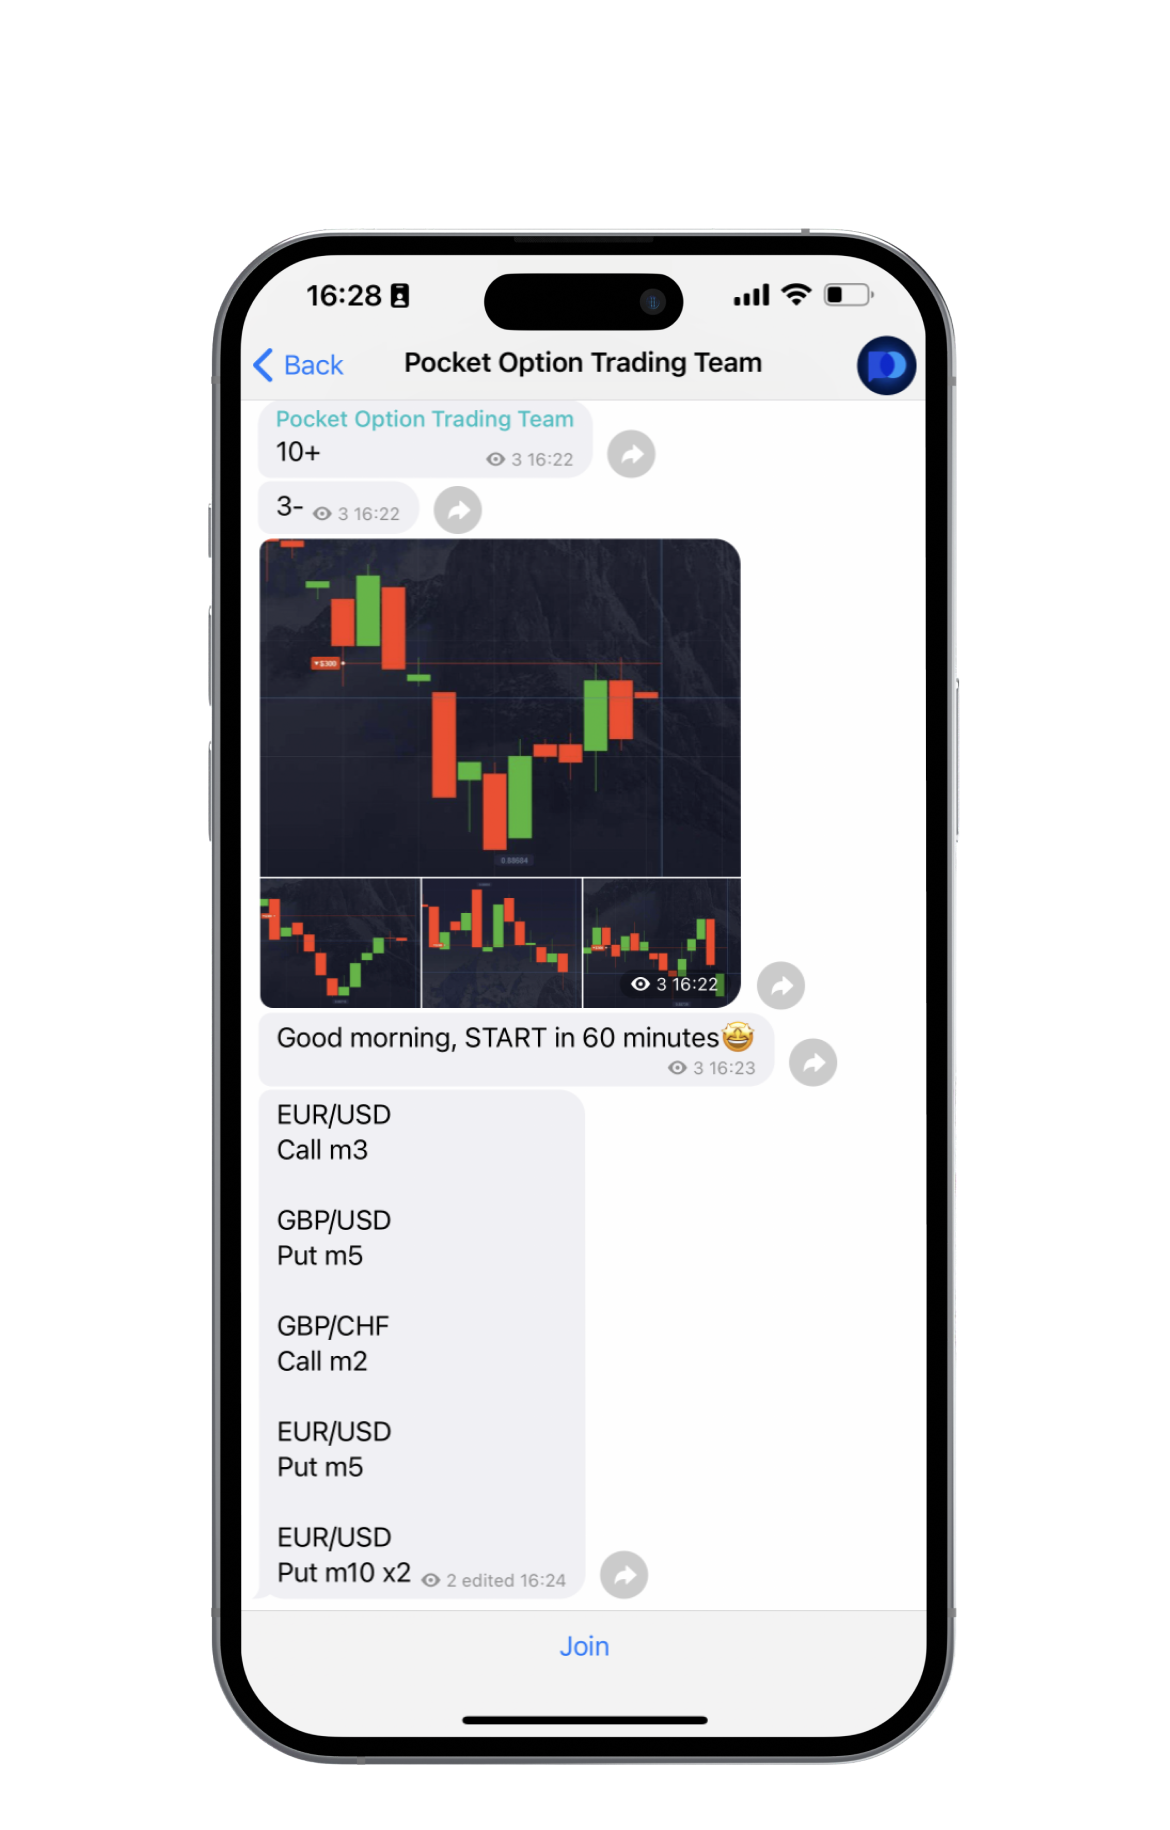 16:28
Back
Pocket Option Trading Team
Pocket Option Trading Team
10+
3 16:22
3-
3 16:22
$300
0.88684
3 16:22
Good morning, START in 60 minutes🤩
3 16:23
EUR/USD
Call m3
GBP/USD
Put m5
GBP/CHF
Call m2
EUR/USD
Put m5
EUR/USD
Put m10 x2
2 edited 16:24
Join